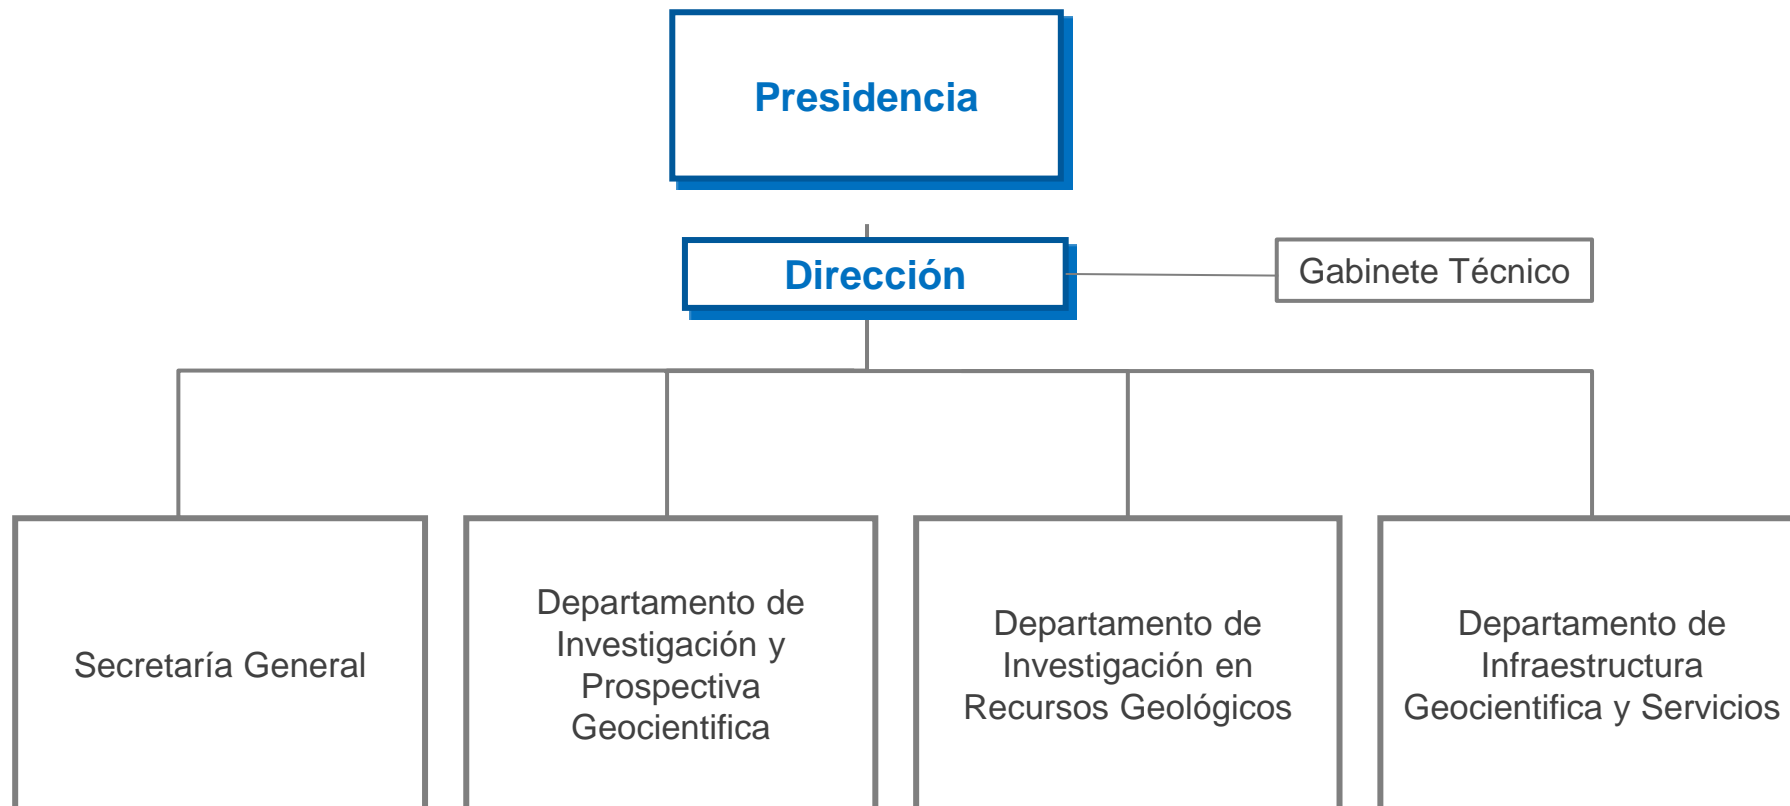 Presidencia
Dirección
Gabinete Técnico
Secretaría General
Departamento de
Investigación y
Prospectiva
Geocientifica
Departamento de
Investigación en
Recursos Geológicos
Departamento de
Infraestructura
Geocientifica y Servicios